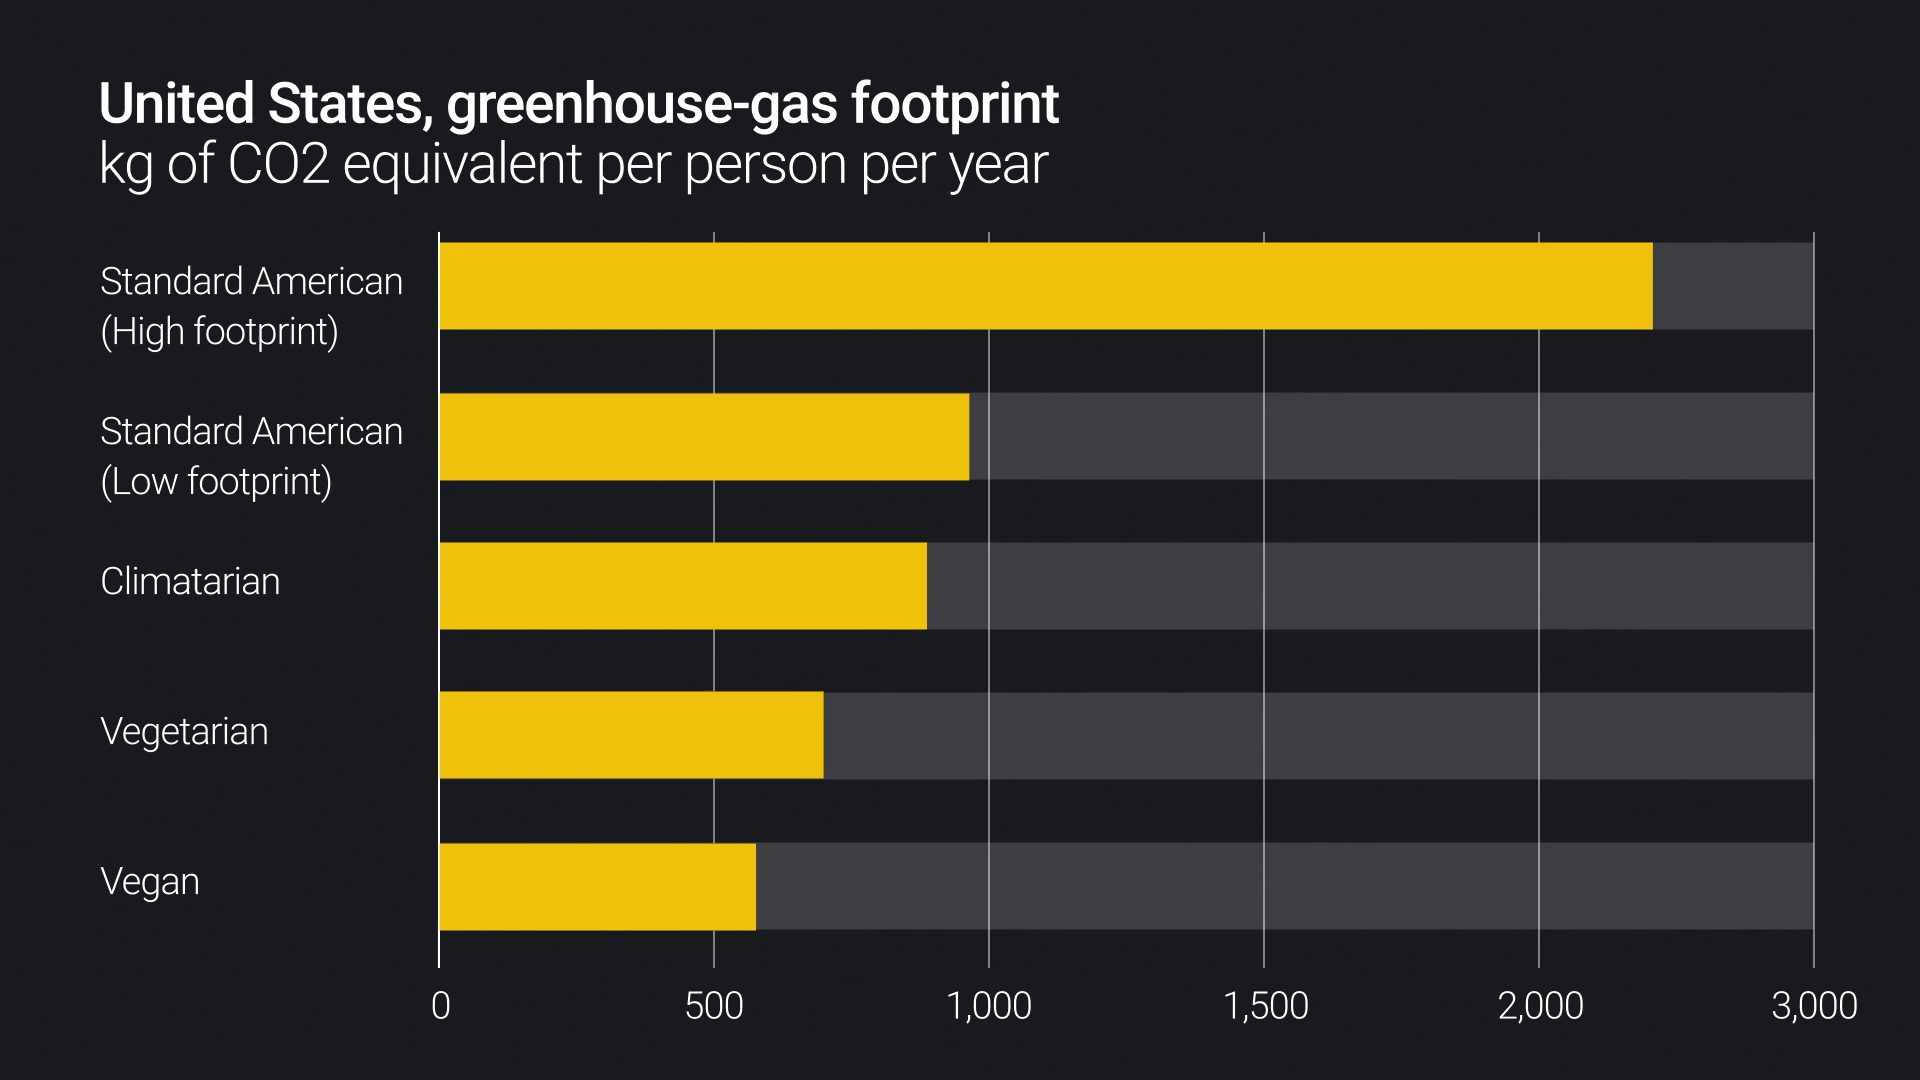 United States, greenhouse-gas footprint
kg of CO2 equivalent per person per year
Standard American
(High footprint)
Standard American
(Low footprint)
Climatarian
Vegetarian
Vegan
0 500 1,000 1,500 2,000 3,000